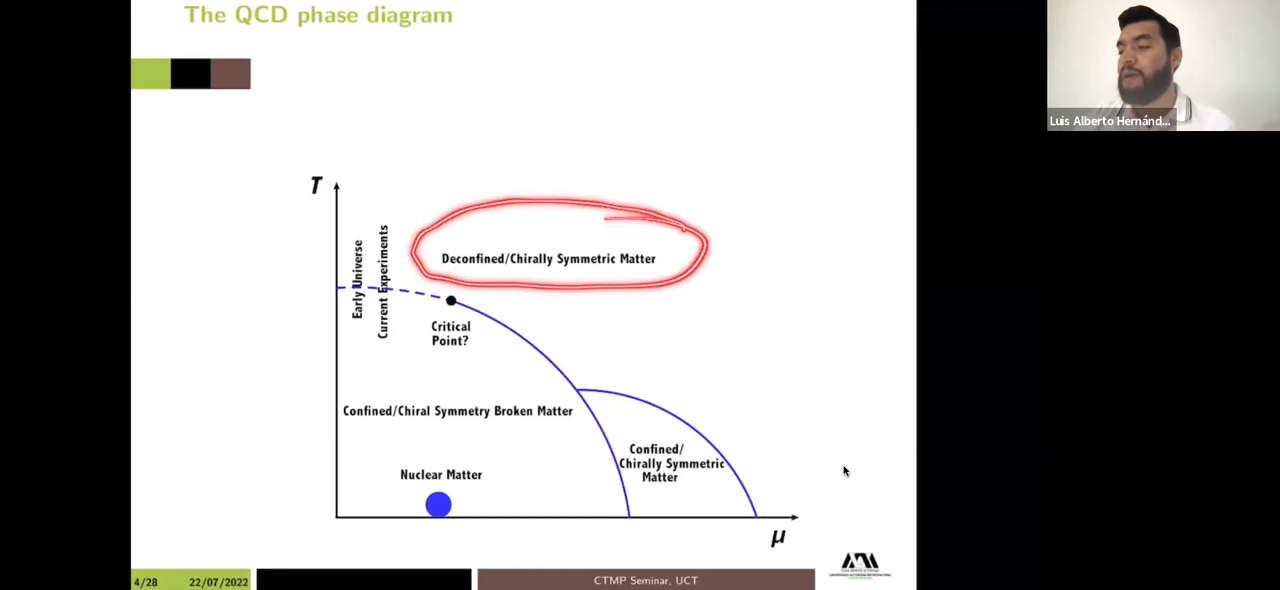 The QCD phase diagram
Luis Alberto Hernánd...
T
Early Universe
Current Experiments
Deconfined/Chirally Symmetric Matter
Critical
Point?
Confined/Chiral Symmetry Broken Matter
Confined/
Chirally Symmetric
Matter
Nuclear Matter
μ
4/28 22/07/2022
CTMP Seminar, UCT